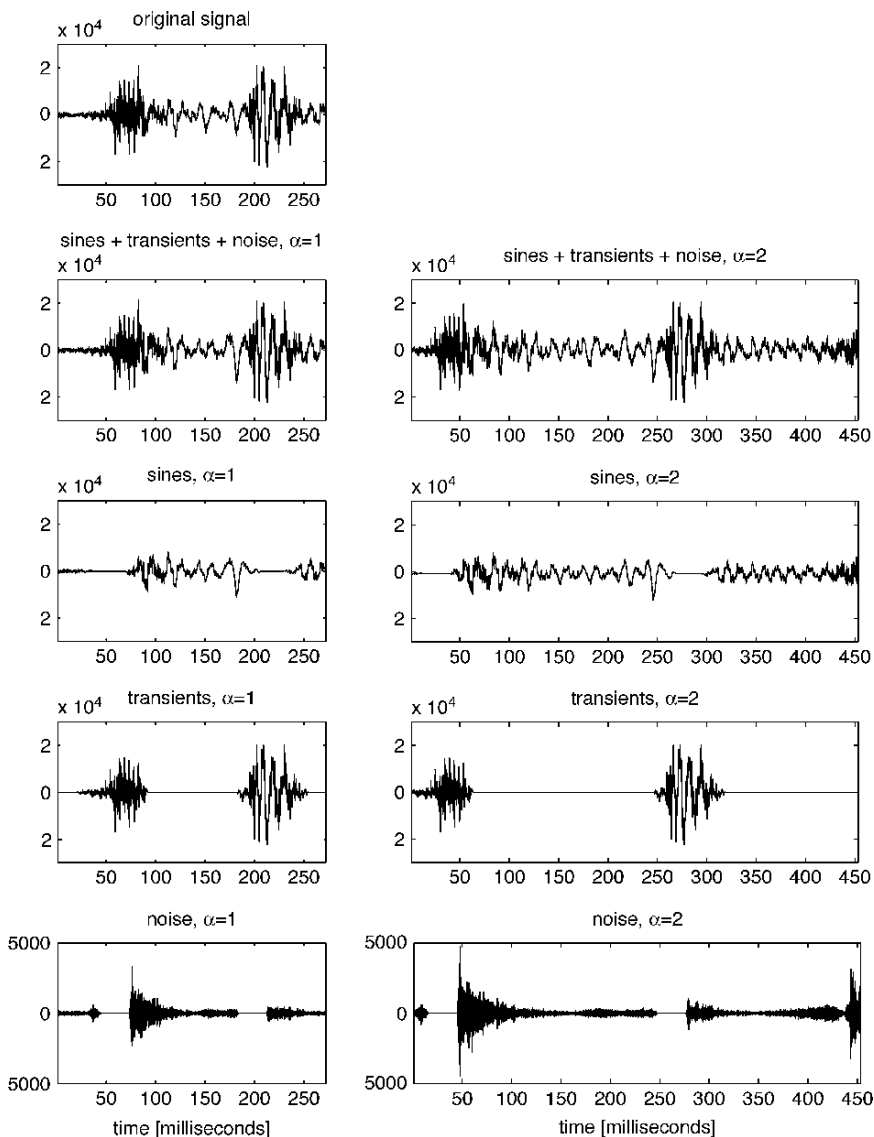 original signal
x 10⁴
2
0
2
50 100 150 200 250
sines + transients + noise, α=1
x 10⁴
2
0
2
50 100 150 200 250
sines + transients + noise, α=2
x 10⁴
2
0
2
50 100 150 200 250 300 350 400 450
sines, α=1
x 10⁴
2
0
2
50 100 150 200 250
sines, α=2
x 10⁴
2
0
2
50 100 150 200 250 300 350 400 450
transients, α=1
x 10⁴
2
0
2
50 100 150 200 250
transients, α=2
x 10⁴
2
0
2
50 100 150 200 250 300 350 400 450
noise, α=1
5000
0
5000
50 100 150 200 250
time [milliseconds]
noise, α=2
5000
0
5000
50 100 150 200 250 300 350 400 450
time [milliseconds]